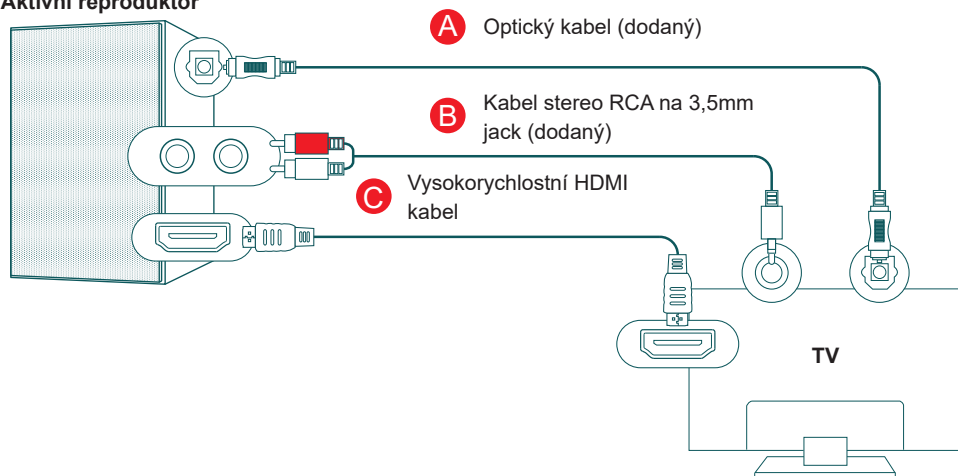 Aktivní reproduktor
A Optický kabel (dodaný)
B Kabel stereo RCA na 3,5mm
jack (dodaný)
C Vysokorychlostní HDMI
kabel
TV